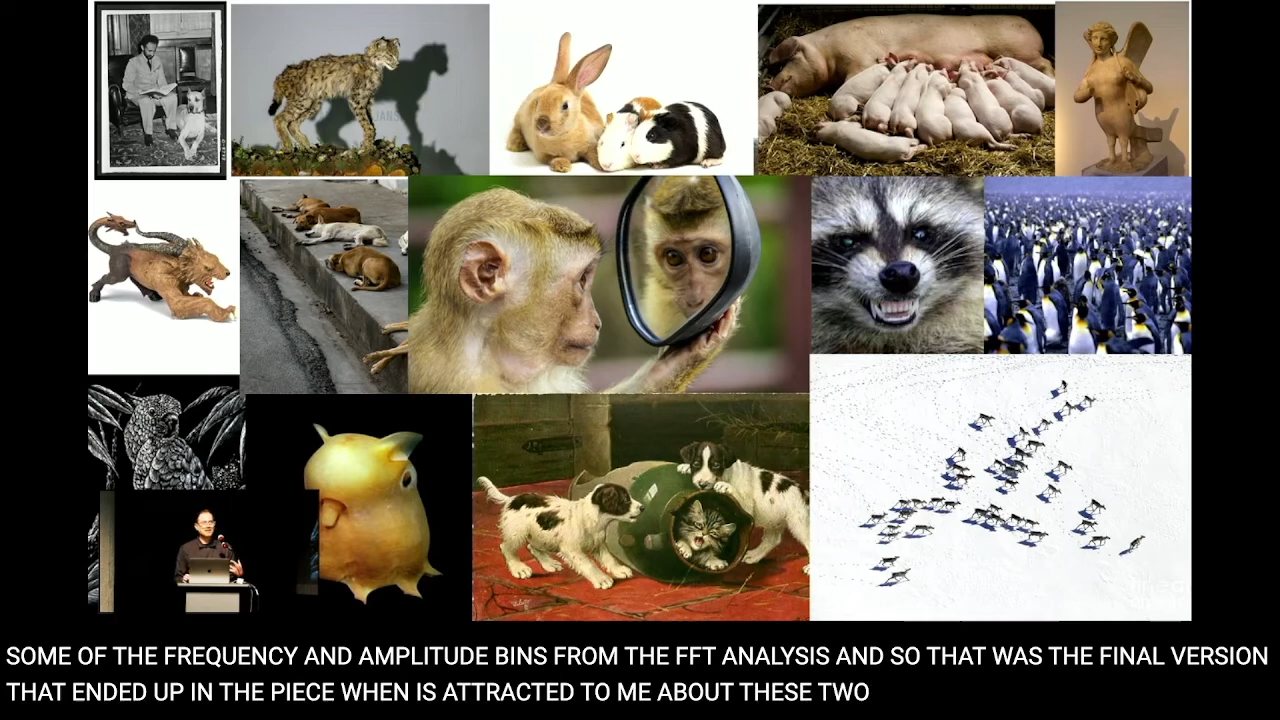 SOME OF THE FREQUENCY AND AMPLITUDE BINS FROM THE FFT ANALYSIS AND SO THAT WAS THE FINAL VERSION
THAT ENDED UP IN THE PIECE WHEN IS ATTRACTED TO ME ABOUT THESE TWO